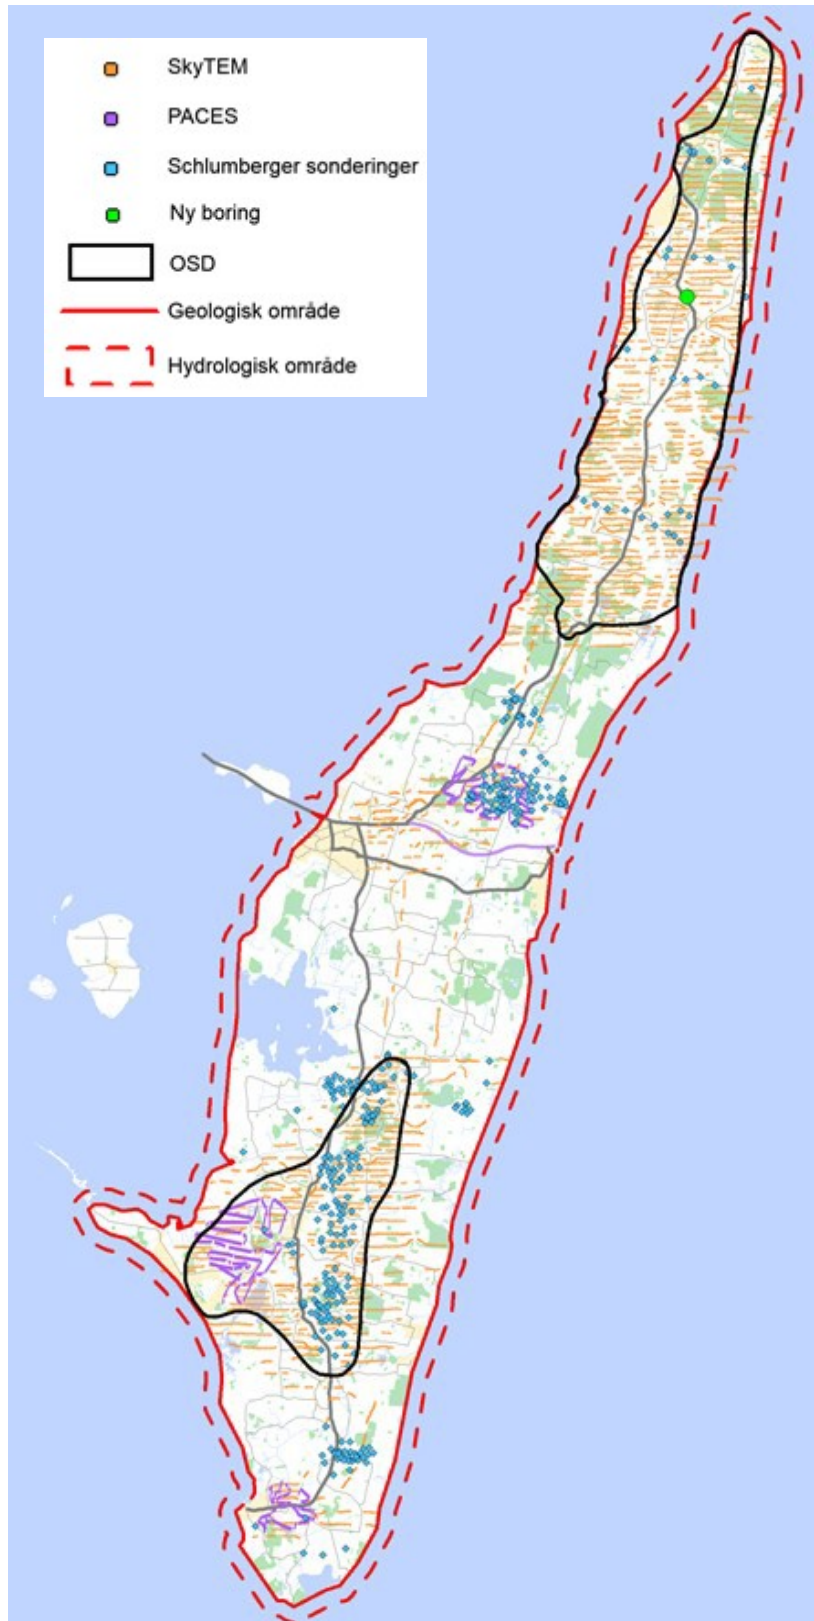 SkyTEM
PACES
Schlumberger sonderinger
Ny boring
OSD
Geologisk område
Hydrologisk område